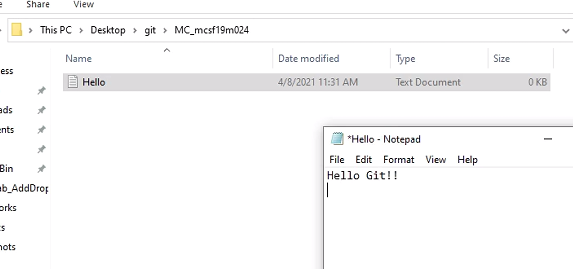 Share View
This PC > Desktop > git > MC_mcsf19m024
Name Date modified Type Size
ess
Hello 4/8/2021 11:31 AM Text Document 0 KB
ads
ents
*Hello - Notepad
Bin
File Edit Format View Help
ab_AddDrop
Hello Git!!
orks
ts
hots